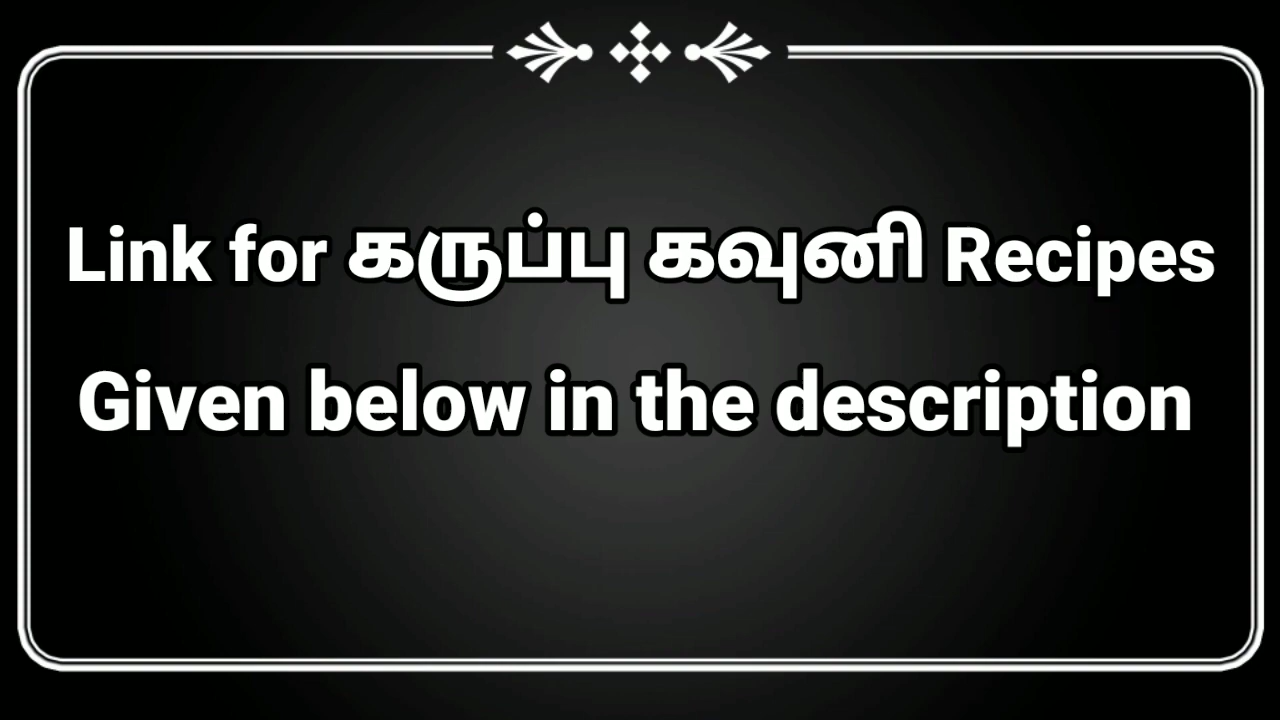 Link for கருப்பு கவுனி Recipes
Given below in the description